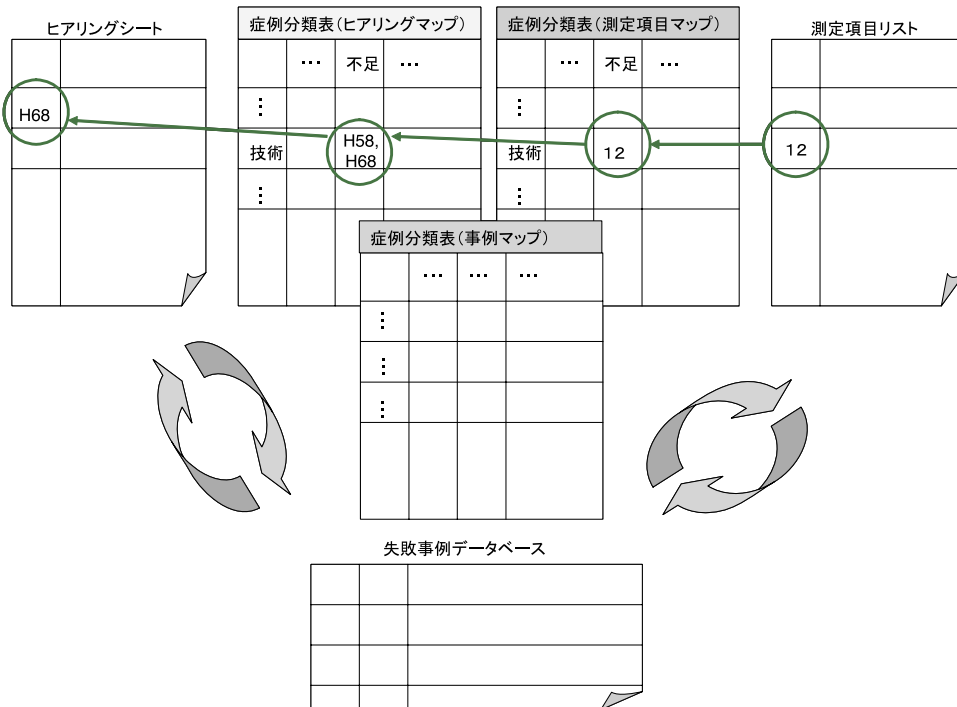 ヒアリングシート
H68
症例分類表(ヒアリングマップ)
… 不足 …
⋮
技術 H58,
H68
⋮
症例分類表(測定項目マップ)
… 不足 …
⋮
技術 12
⋮
測定項目リスト
12
症例分類表(事例マップ)
… … …
⋮
⋮
⋮
失敗事例データベース